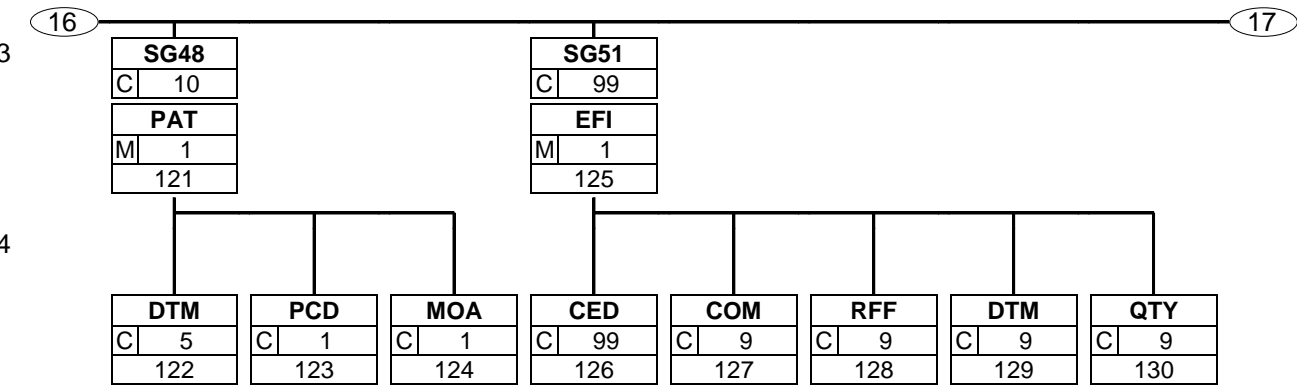 16 17
3
SG48 SG51
C 10 C 99
PAT EFI
M 1 M 1
121 125
4
DTM PCD MOA CED COM RFF DTM QTY
C 5 C 1 C 1 C 99 C 9 C 9 C 9 C 9
122 123 124 126 127 128 129 130